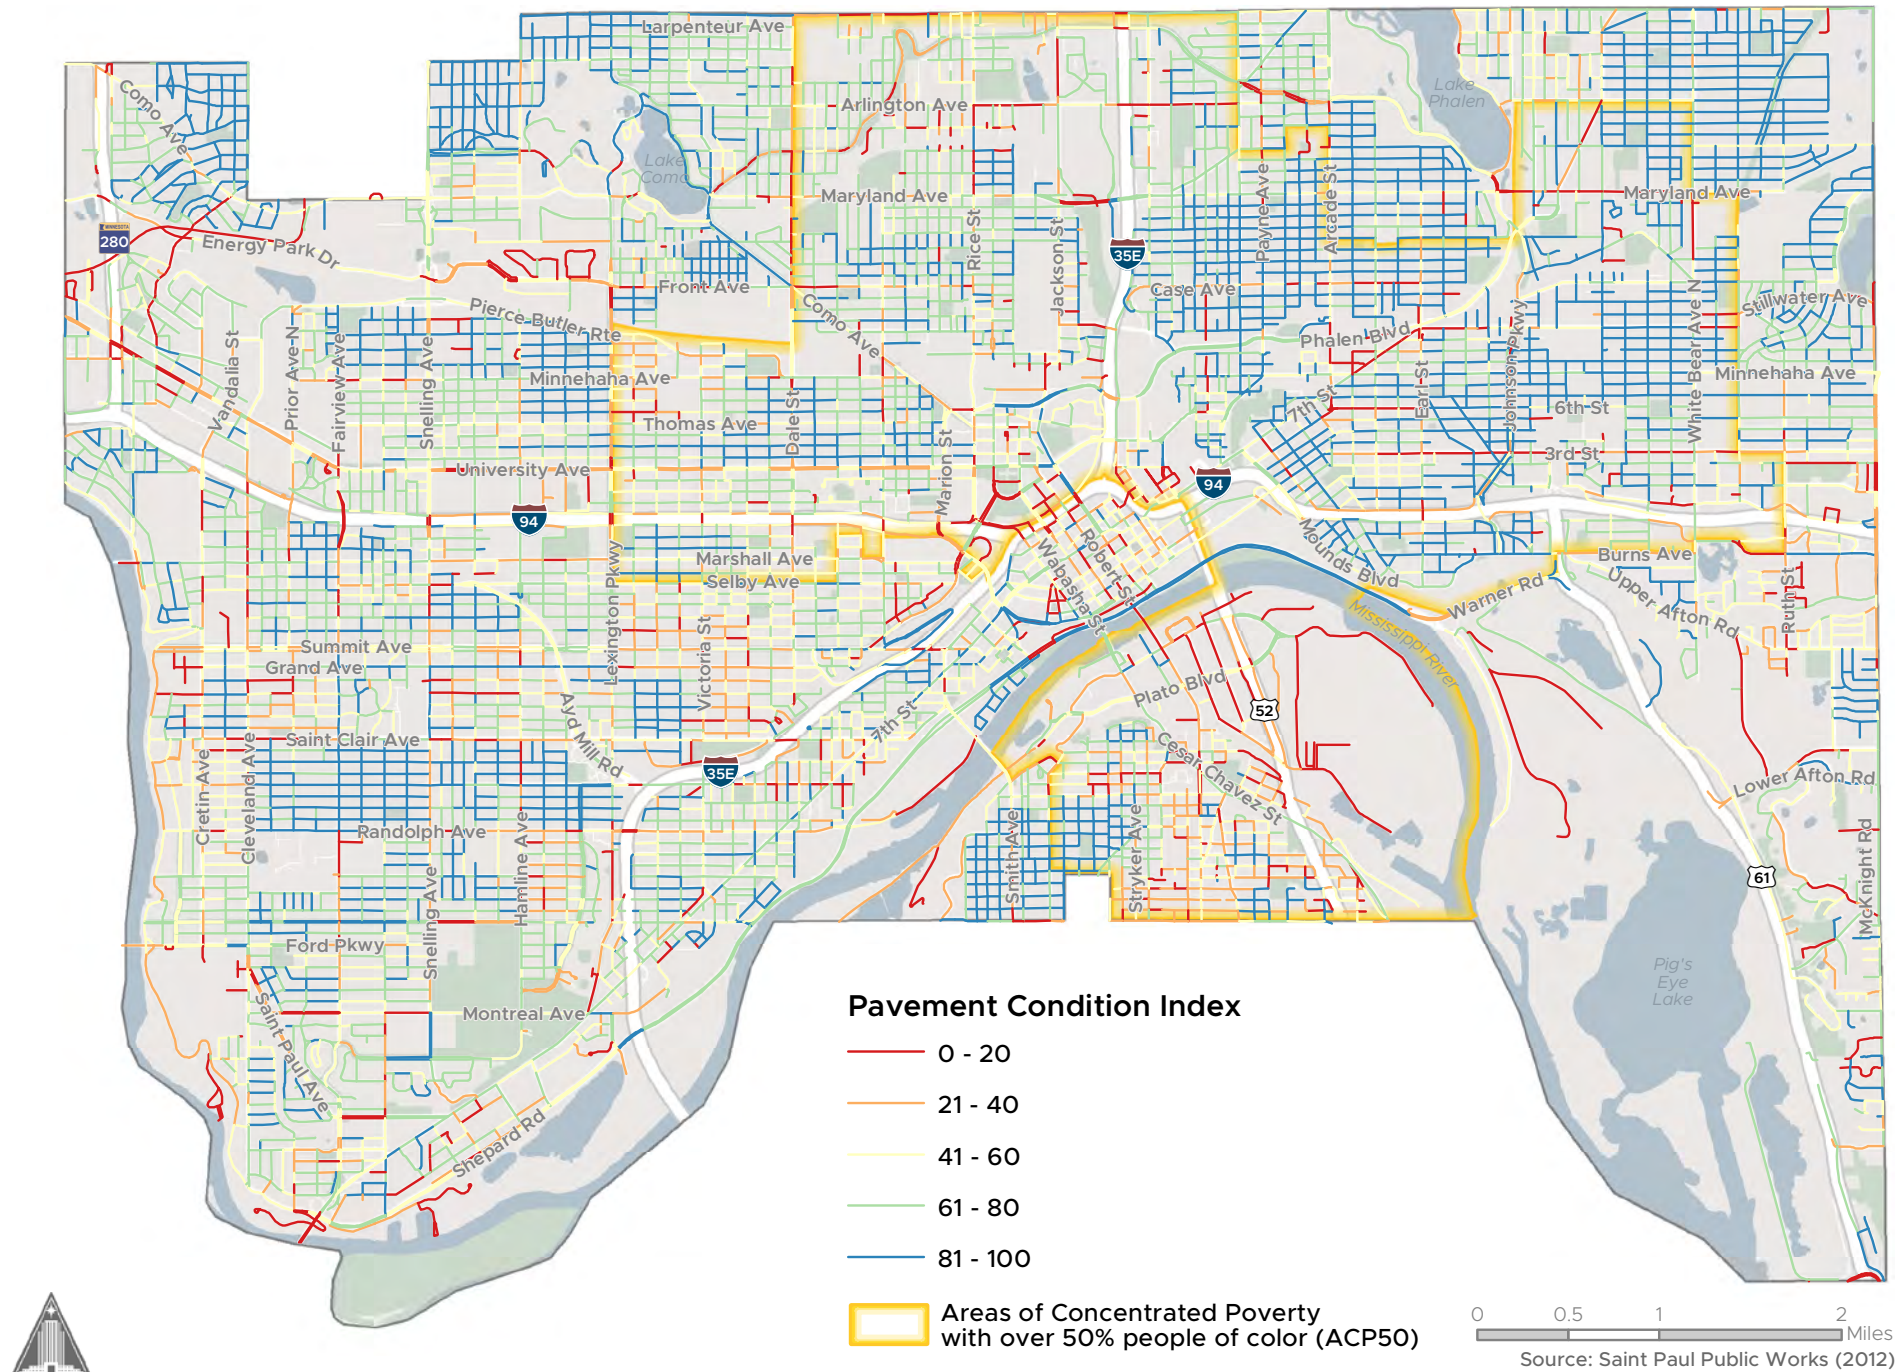 Larpenteur Ave
Como Ave
Arlington Ave
Lake
Phalen
Lake
Como
Maryland Ave
Maryland Ave
MINNESOTA
280
Energy Park Dr
Rice St
Jackson St
35E
Payne Ave
Arcade St
Front Ave
Case Ave
Stillwater Ave
Pierce Butler Rte
Como Ave
Phalen Blvd
Johnson Pkwy
White Bear Ave N
Vandalia St
Prior Ave N
Fairview Ave
Snelling Ave
Minnehaha Ave
Minnehaha Ave
Earl St
7th St
6th St
Thomas Ave
Dale St
Marion St
3rd St
University Ave
94
94
Marshall Ave
Selby Ave
Wabasha St
Robert St
Mounds Blvd
Burns Ave
Warner Rd
Upper Afton Rd
Ruth St
Mississippi River
Lexington Pkwy
Victoria St
Summit Ave
Grand Ave
Plato Blvd
52
Ayd Mill Rd
7th St
Saint Clair Ave
35E
Cesar Chavez St
Lower Afton Rd
Cretin Ave
Cleveland Ave
Randolph Ave
Hamline Ave
Smith Ave
Stryker Ave
McKnight Rd
61
Snelling Ave
Ford Pkwy
Pig's
Eye
Lake
Saint Paul Ave
Montreal Ave
Shepard Rd
Pavement Condition Index
0 - 20
21 - 40
41 - 60
61 - 80
81 - 100
Areas of Concentrated Poverty
with over 50% people of color (ACP50)
0 0.5 1 2
Miles
Source: Saint Paul Public Works (2012)